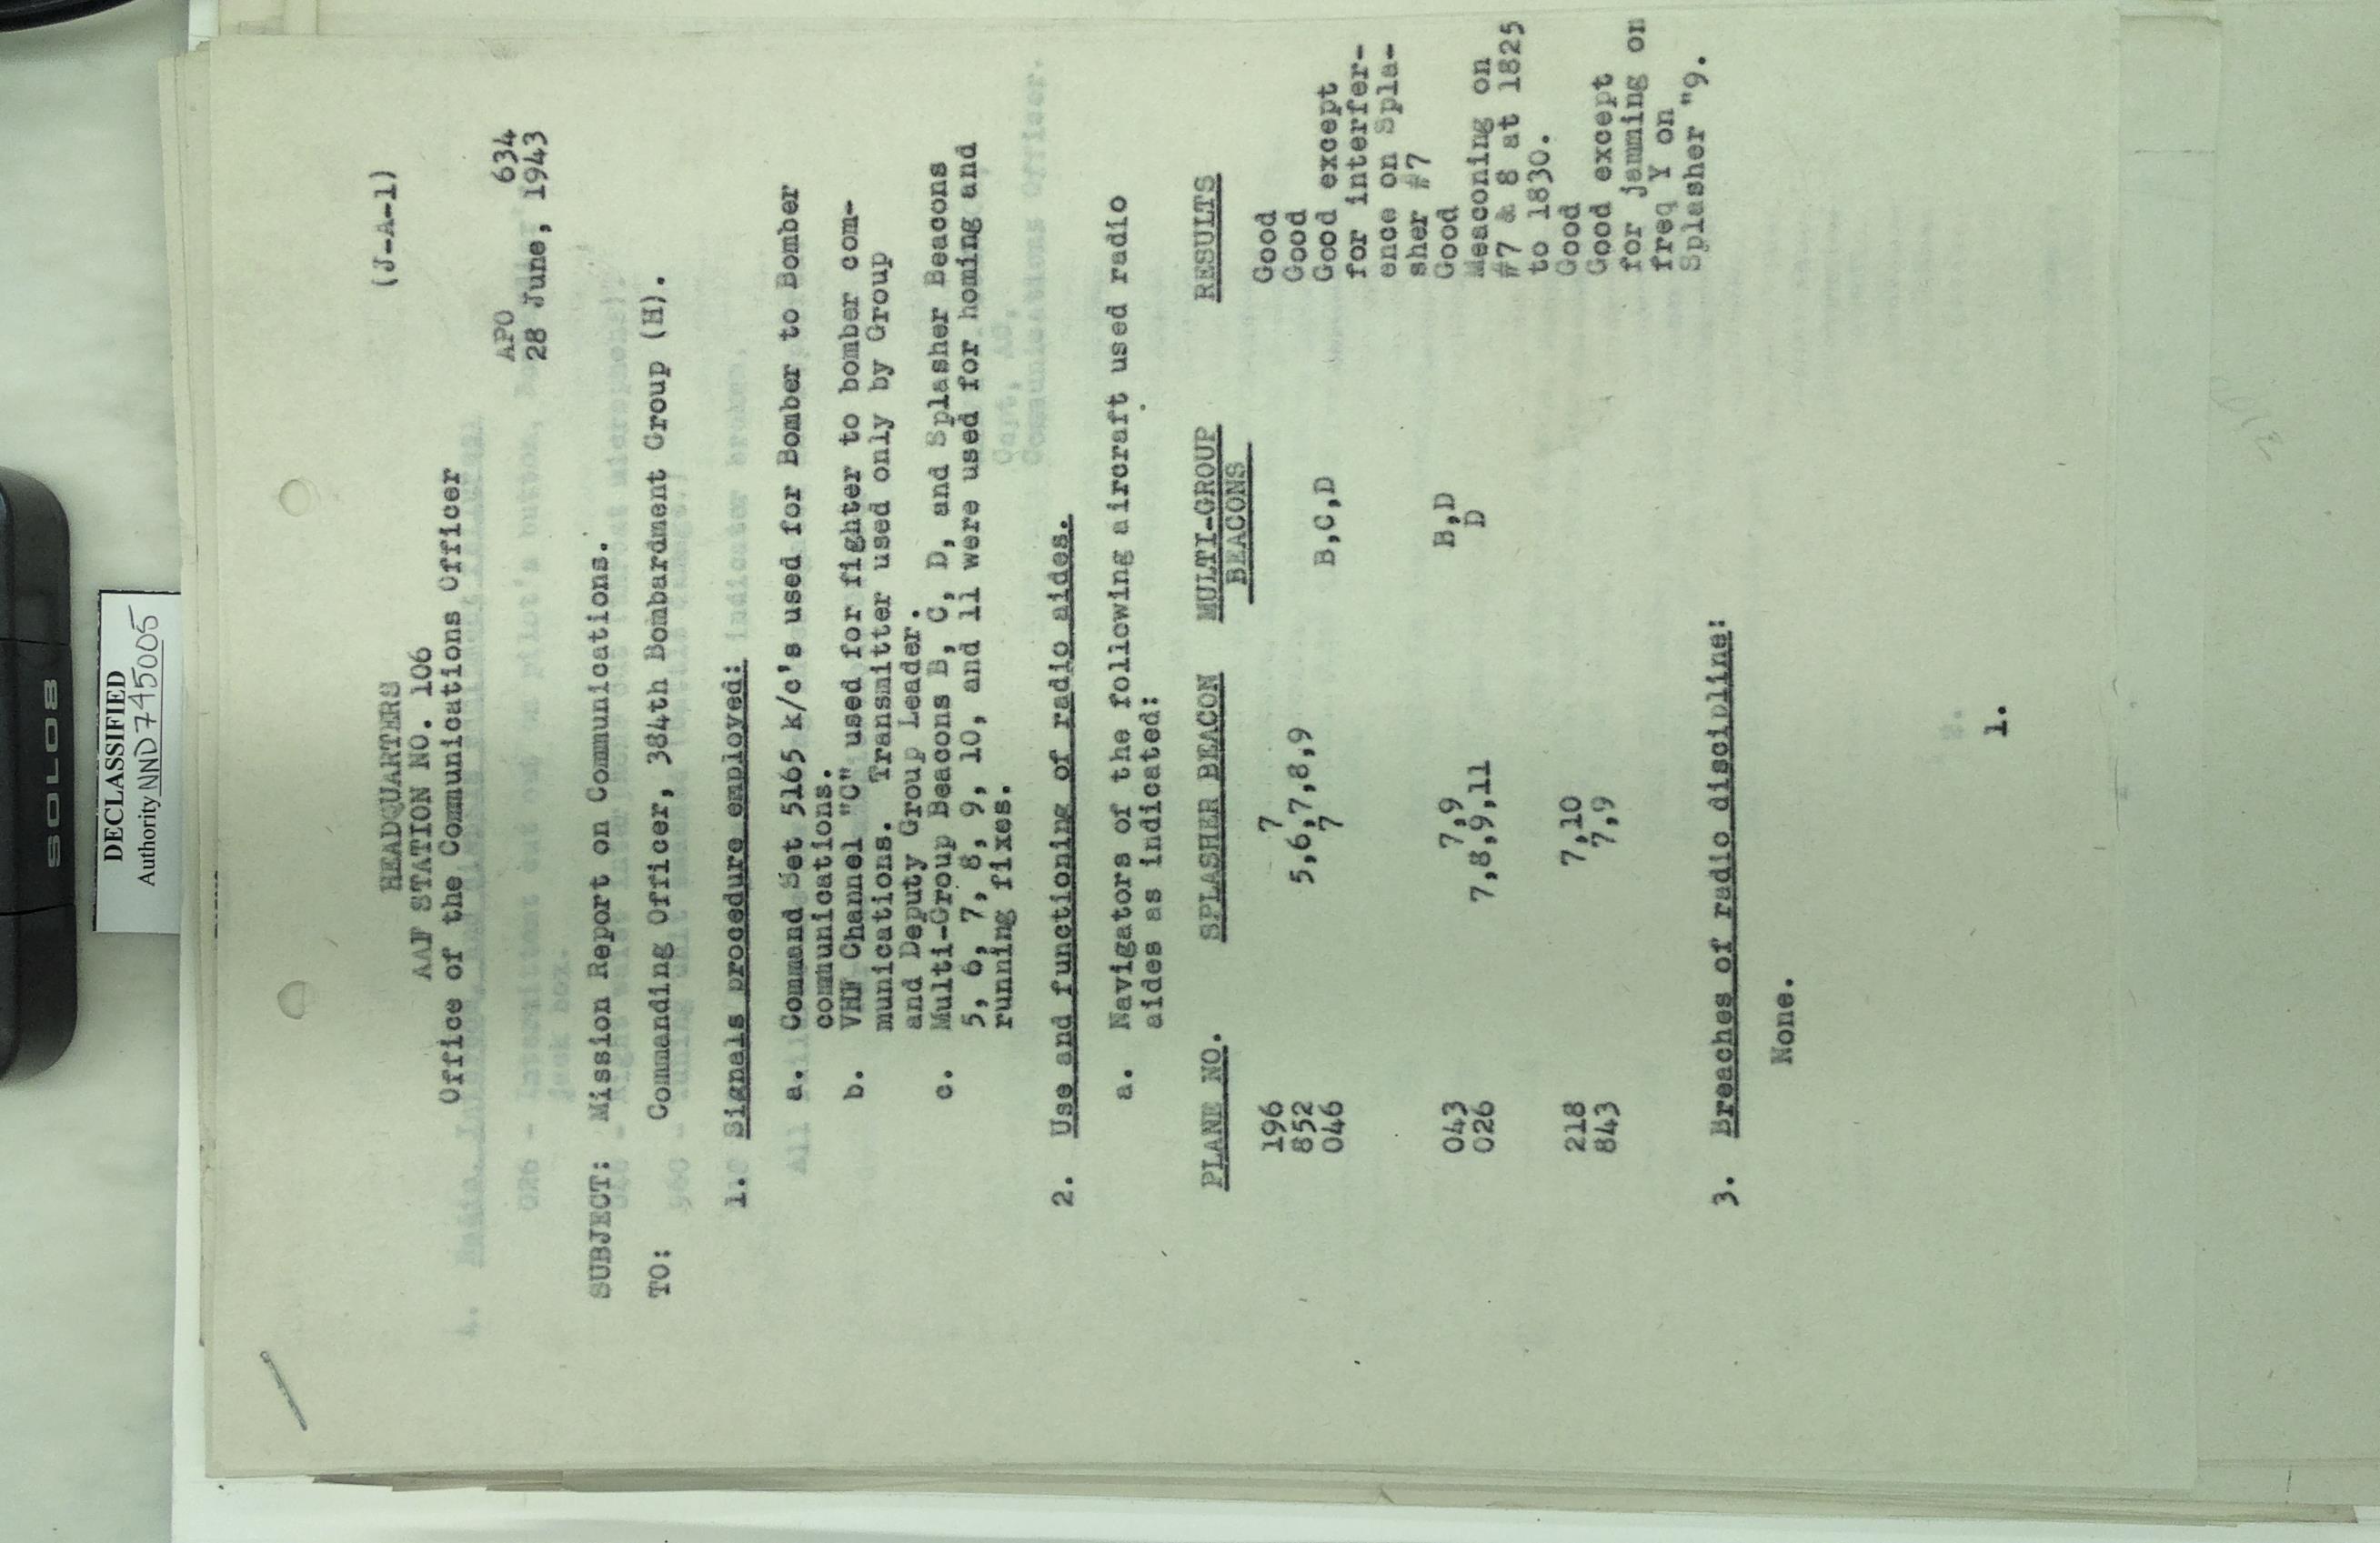 SOLO8
DECLASSIFIED
Authority NND 745005
(J-A-1)
HEADQUARTERS
AAF STATION NO. 106
Office of the Communications Officer
APO 634
28 June, 1943
SUBJECT: Mission Report on Communications.
TO: Commanding Officer, 384th Bombardment Group (H).
1. Signals procedure employed:
a. Command Set 5165 k/c's used for Bomber to Bomber
communications.
b. VHF Channel "C" used for fighter to bomber com-
munications. Transmitter used only by Group
and Deputy Group Leader.
c. Multi-Group Beacons B, C, D, and Splasher Beacons
5, 6, 7, 8, 9, 10, and 11 were used for homing and
running fixes.
2. Use and functioning of radio aides.
a. Navigators of the following aircraft used radio
aides as indicated:
PLANE NO. SPLASHER BEACON MULTI-GROUP RESULTS
BEACONS
196 7 Good
852 5,6,7,8,9 Good
046 7 B,C,D Good except
for interfer-
ence on Spla-
sher #7
043 7,9 B,D Good
026 7,8,9,11 D Meaconing on
#7 & 8 at 1825
to 1830.
218 7,10 Good
843 7,9 Good except
for jamming on
freq Y on
Splasher "9.
3. Breaches of radio discipline:
None.
1.